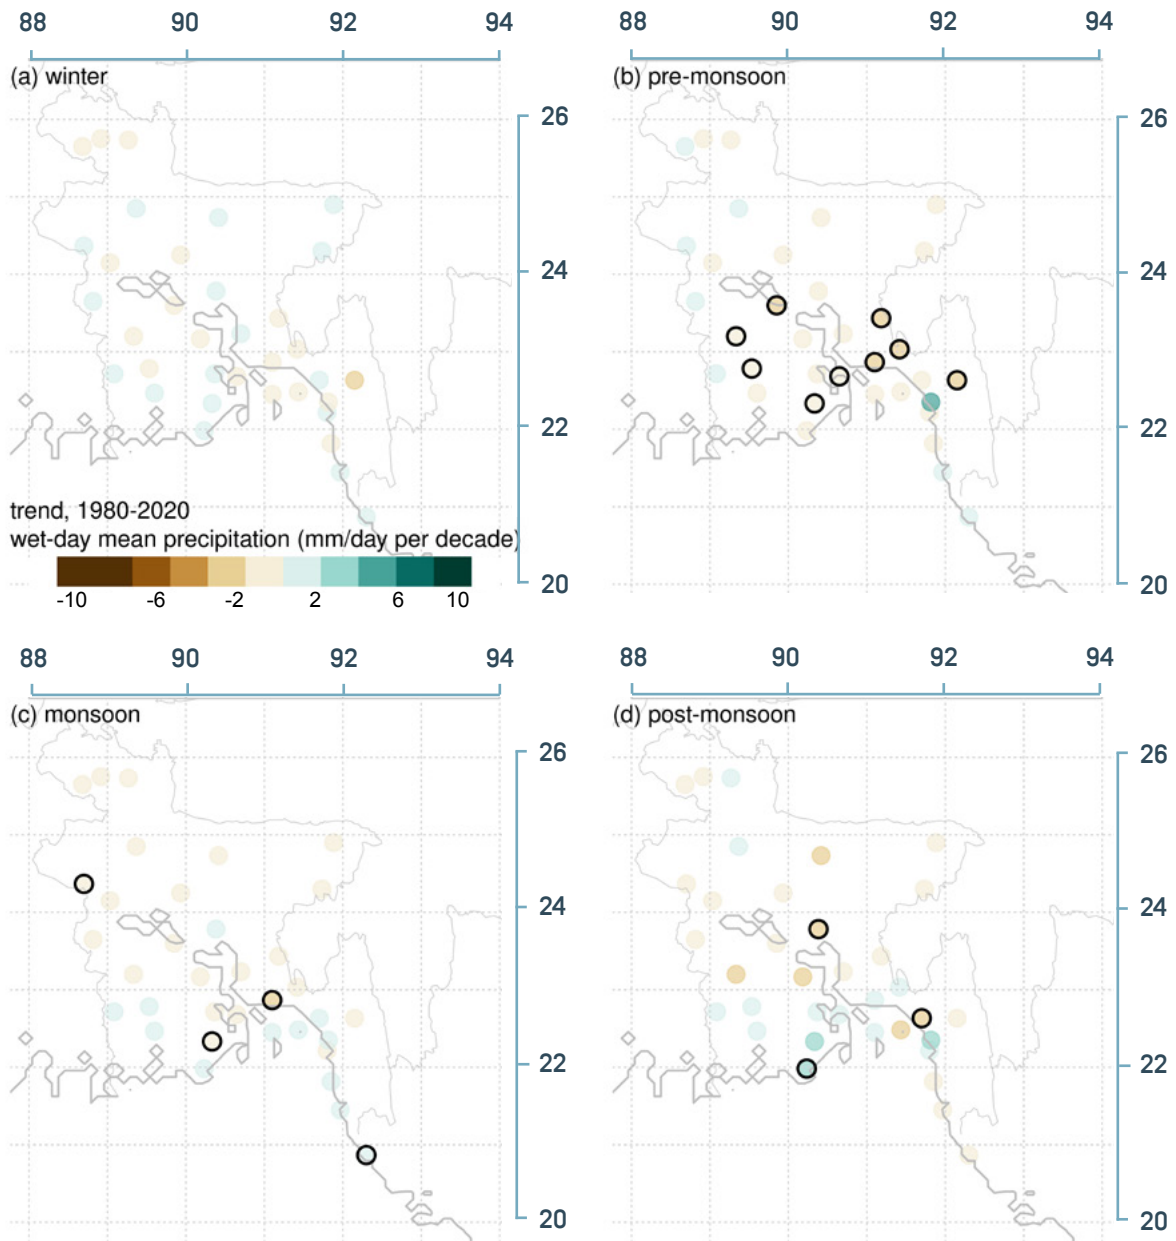 88 90 92 94
88 90 92 94
(a) winter
(b) pre-monsoon
26
26
24
24
22
22
trend, 1980-2020
wet-day mean precipitation (mm/day per decade)
20
20
-10 -6 -2 2 6 10
88 90 92 94
88 90 92 94
(c) monsoon
(d) post-monsoon
26
26
24
24
22
22
20
20